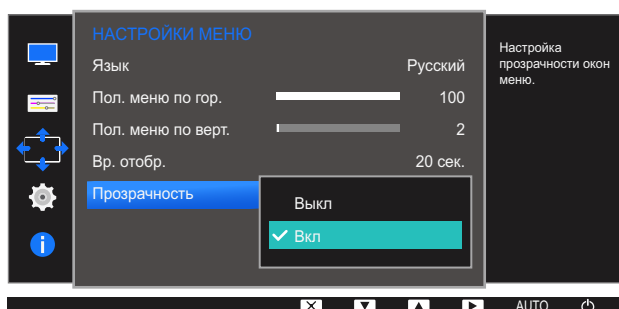 НАСТРОЙКИ МЕНЮ
Язык Русский
Пол. меню по гор. 100
Пол. меню по верт. 2
Вр. отобр. 20 сек.
Прозрачность
Выкл
Вкл
Настройка
прозрачности окон
меню.
AUTO